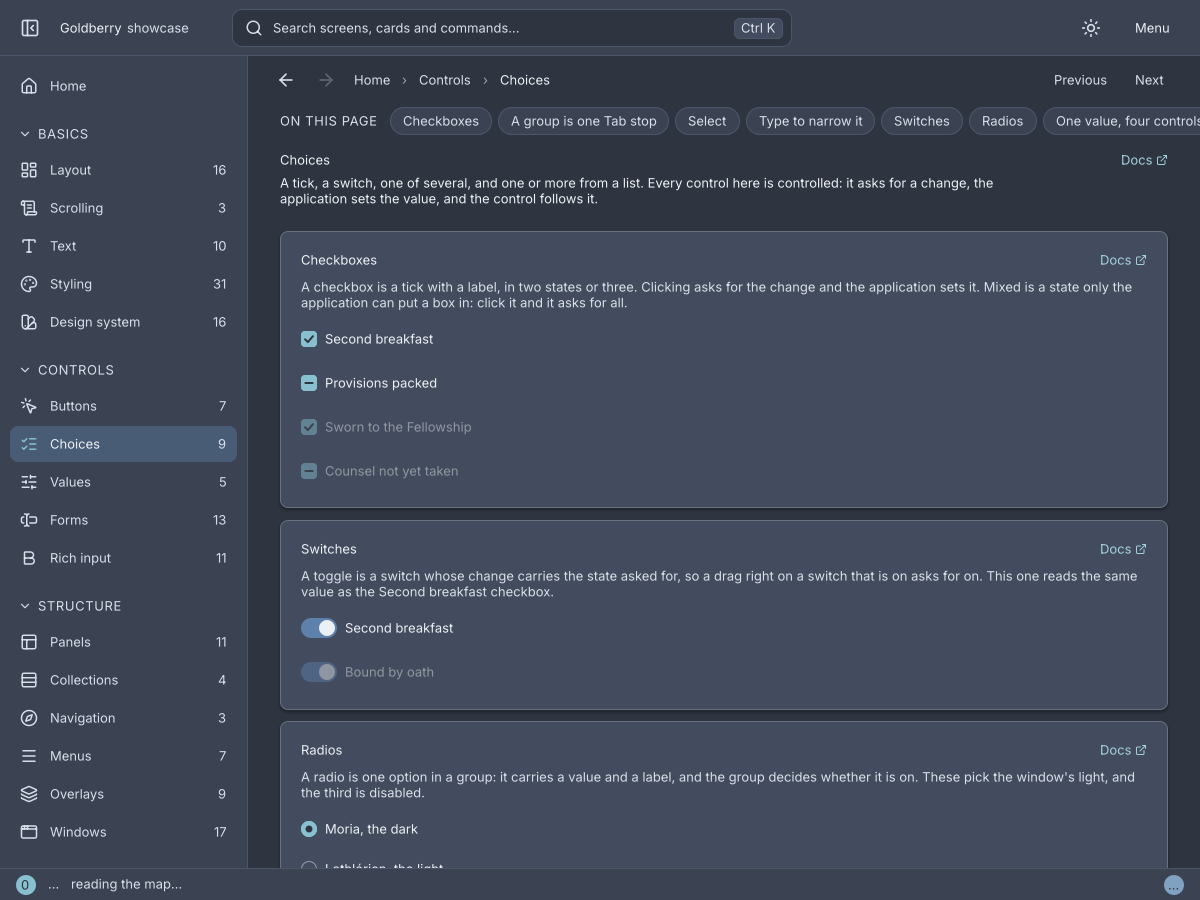 Goldberry showcase
Search screens, cards and commands...
Ctrl K
Menu
Home
BASICS
Layout 16
Scrolling 3
Text 10
Styling 31
Design system 16
CONTROLS
Buttons 7
Choices 9
Values 5
Forms 13
Rich input 11
STRUCTURE
Panels 11
Collections 4
Navigation 3
Menus 7
Overlays 9
Windows 17
Home › Controls › Choices
Previous Next
ON THIS PAGE Checkboxes A group is one Tab stop Select Type to narrow it Switches Radios One value, four controls
Choices Docs
A tick, a switch, one of several, and one or more from a list. Every control here is controlled: it asks for a change, the
application sets the value, and the control follows it.
Checkboxes Docs
A checkbox is a tick with a label, in two states or three. Clicking asks for the change and the application sets it. Mixed is a state only the
application can put a box in: click it and it asks for all.
Second breakfast
Provisions packed
Sworn to the Fellowship
Counsel not yet taken
Switches Docs
A toggle is a switch whose change carries the state asked for, so a drag right on a switch that is on asks for on. This one reads the same
value as the Second breakfast checkbox.
Second breakfast
Bound by oath
Radios Docs
A radio is one option in a group: it carries a value and a label, and the group decides whether it is on. These pick the window's light, and
the third is disabled.
Moria, the dark
Lothlórien, the light
0 ... reading the map...
...